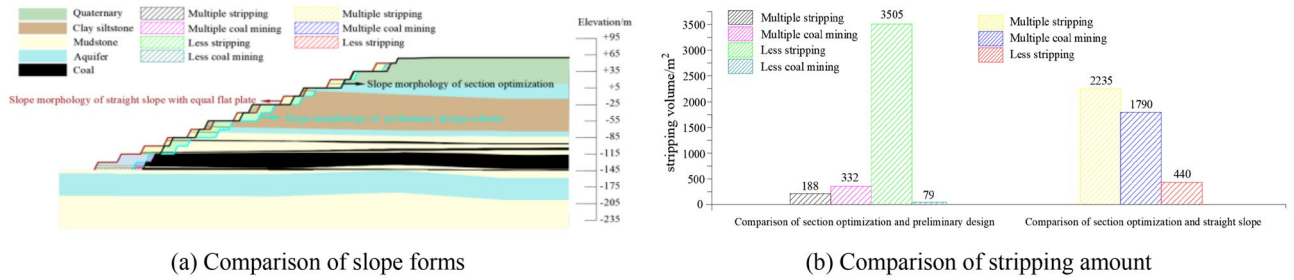 Quaternary
Clay siltstone
Mudstone
Aquifer
Coal
Multiple stripping
Multiple coal mining
Less stripping
Less coal mining
Multiple stripping
Multiple coal mining
Less stripping
Elevation/m
+95
+65
+35
+5
-25
-55
-85
-115
-145
-175
-205
-235
Slope morphology of section optimization
Slope morphology of straight slope with equal flat plate
Slope morphology of preliminary design scheme
(a) Comparison of slope forms
stripping volume/m²
3500
3000
2500
2000
1500
1000
500
0
Multiple stripping
Multiple coal mining
Less stripping
Less coal mining
Multiple stripping
Multiple coal mining
Less stripping
188
332
3505
79
2235
1790
440
Comparison of section optimization and preliminary design
Comparison of section optimization and straight slope
(b) Comparison of stripping amount